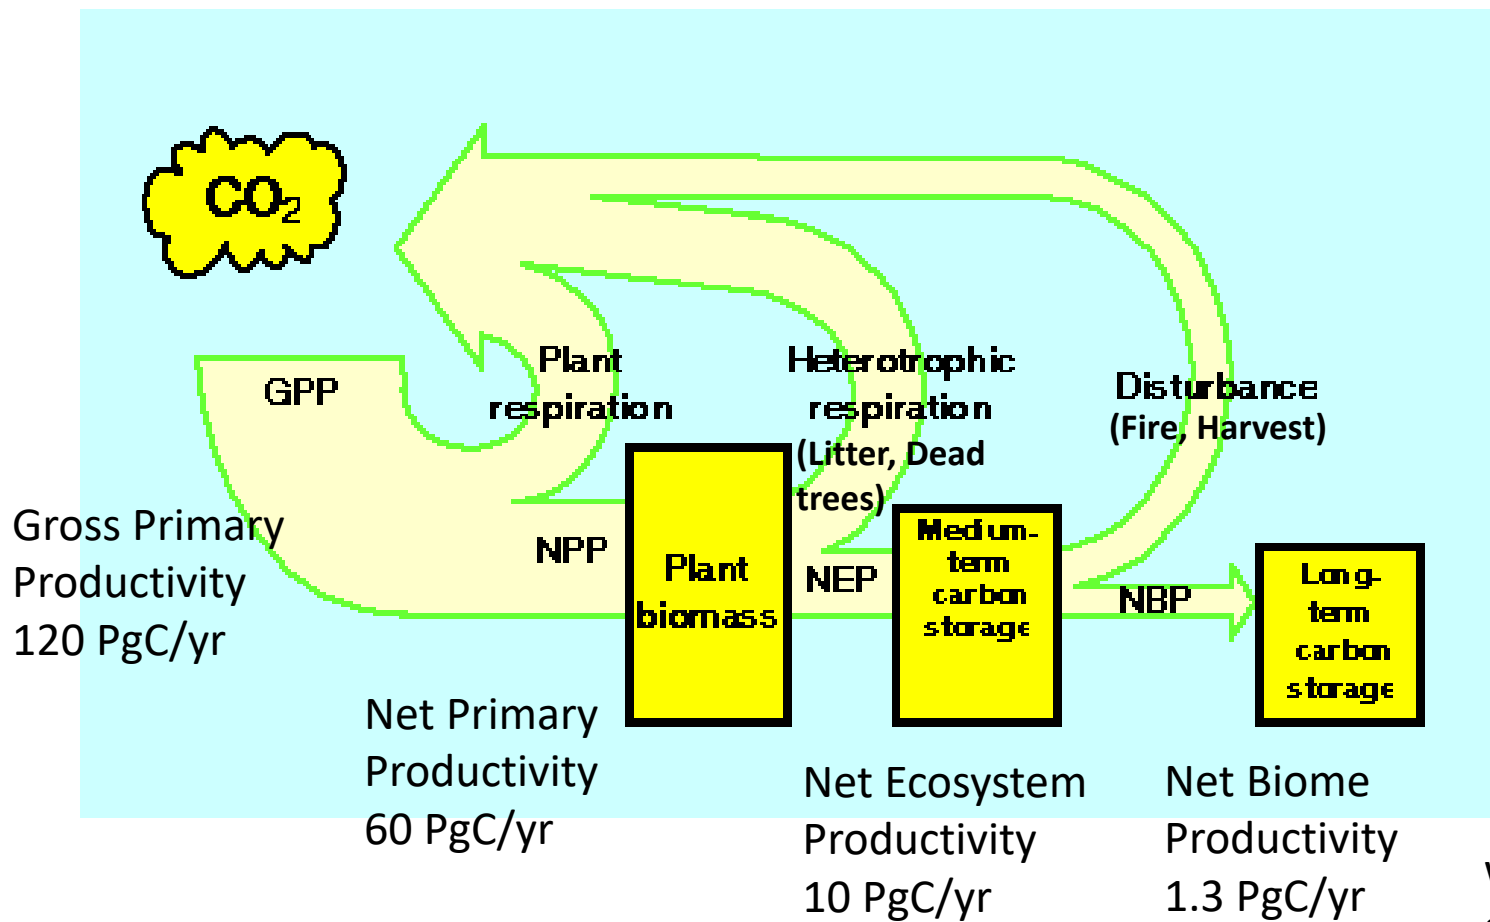 CO2
GPP
Plant
respiration
Heterotrophic
respiration
(Litter, Dead
trees)
Disturbance
(Fire, Harvest)
Gross Primary
Productivity
120 PgC/yr
NPP
Plant
biomass
NEP
Medium-
term
carbon
storage
NBP
Long-
term
carbon
storage
Net Primary
Productivity
60 PgC/yr
Net Ecosystem
Productivity
10 PgC/yr
Net Biome
Productivity
1.3 PgC/yr